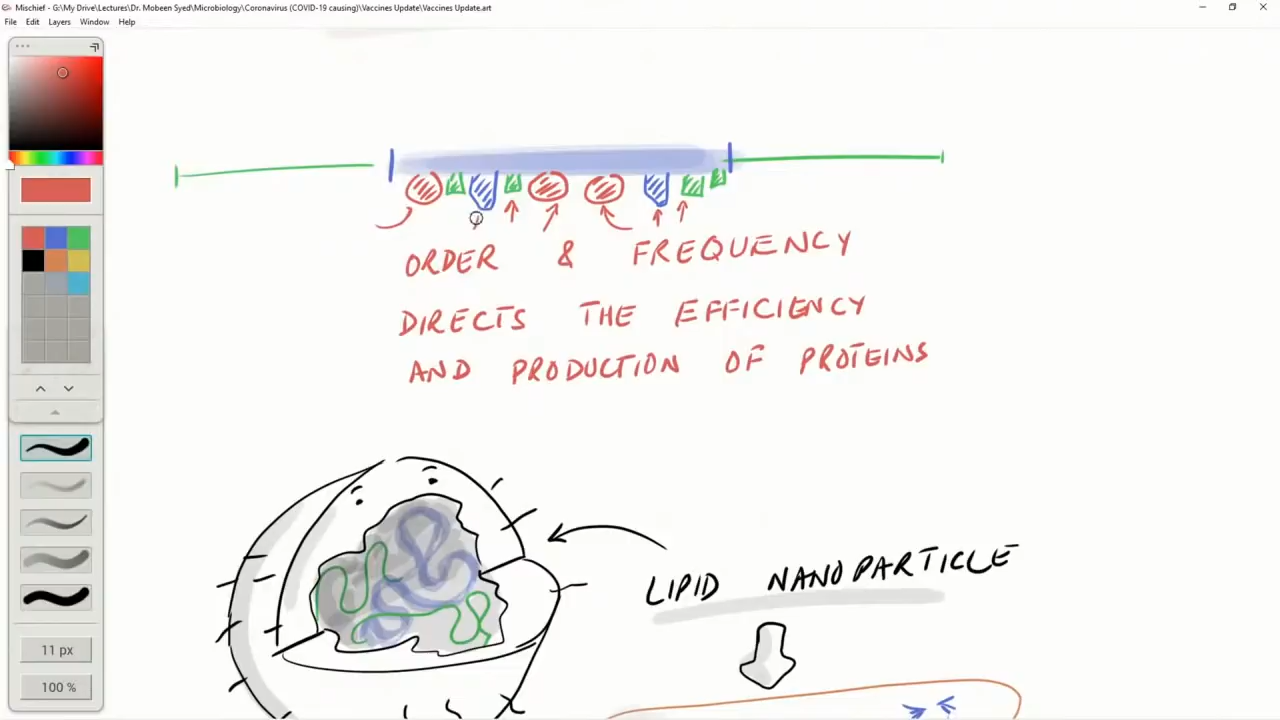 Mischief - G:\My Drive\Lectures\Dr. Mobeen Syed\Microbiology\Coronavirus (COVID-19 causing)\Vaccines Update\Vaccines Update.art
File Edit Layers Window Help
ORDER & FREQUENCY
DIRECTS THE EFFICIENCY
AND PRODUCTION OF PROTEINS
LIPID NANOPARTICLE
11 px
100 %